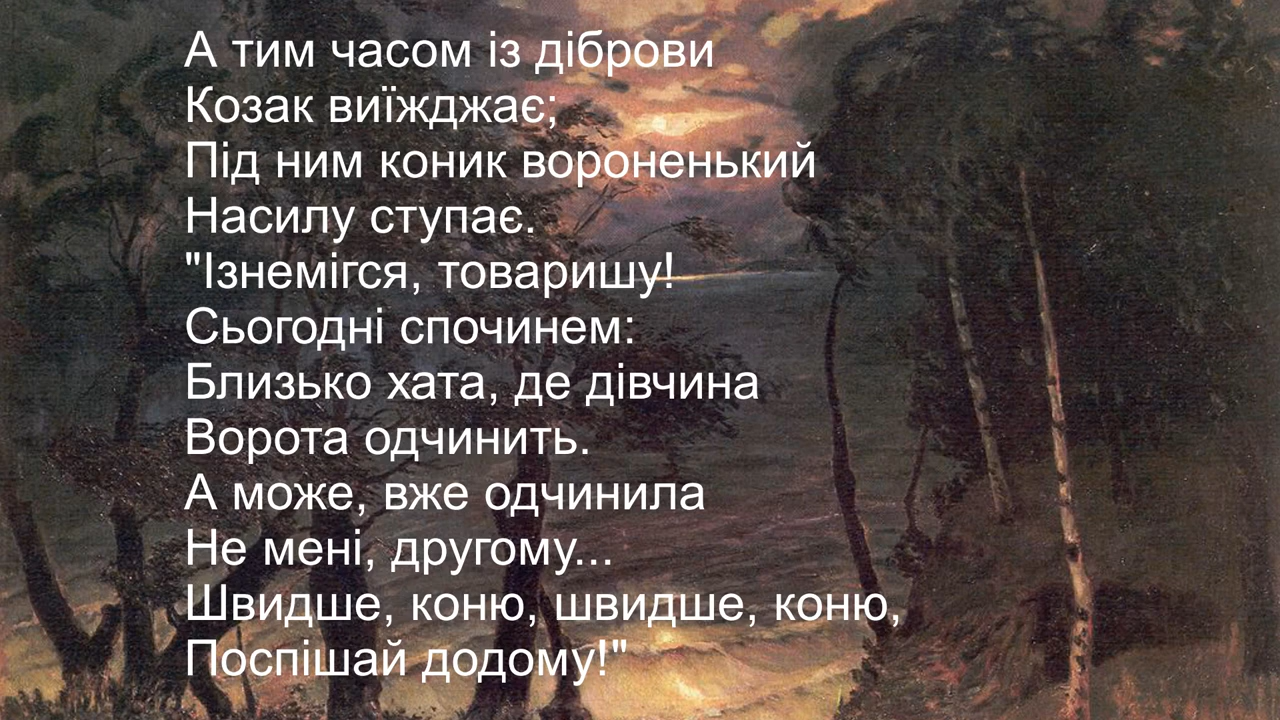 А тим часом із діброви
Козак виїжджає;
Під ним коник вороненький
Насилу ступає.
"Ізнемігся, товаришу!
Сьогодні спочинем:
Близько хата, де дівчина
Ворота одчинить.
А може, вже одчинила
Не мені, другому...
Швидше, коню, швидше, коню,
Поспішай додому!"